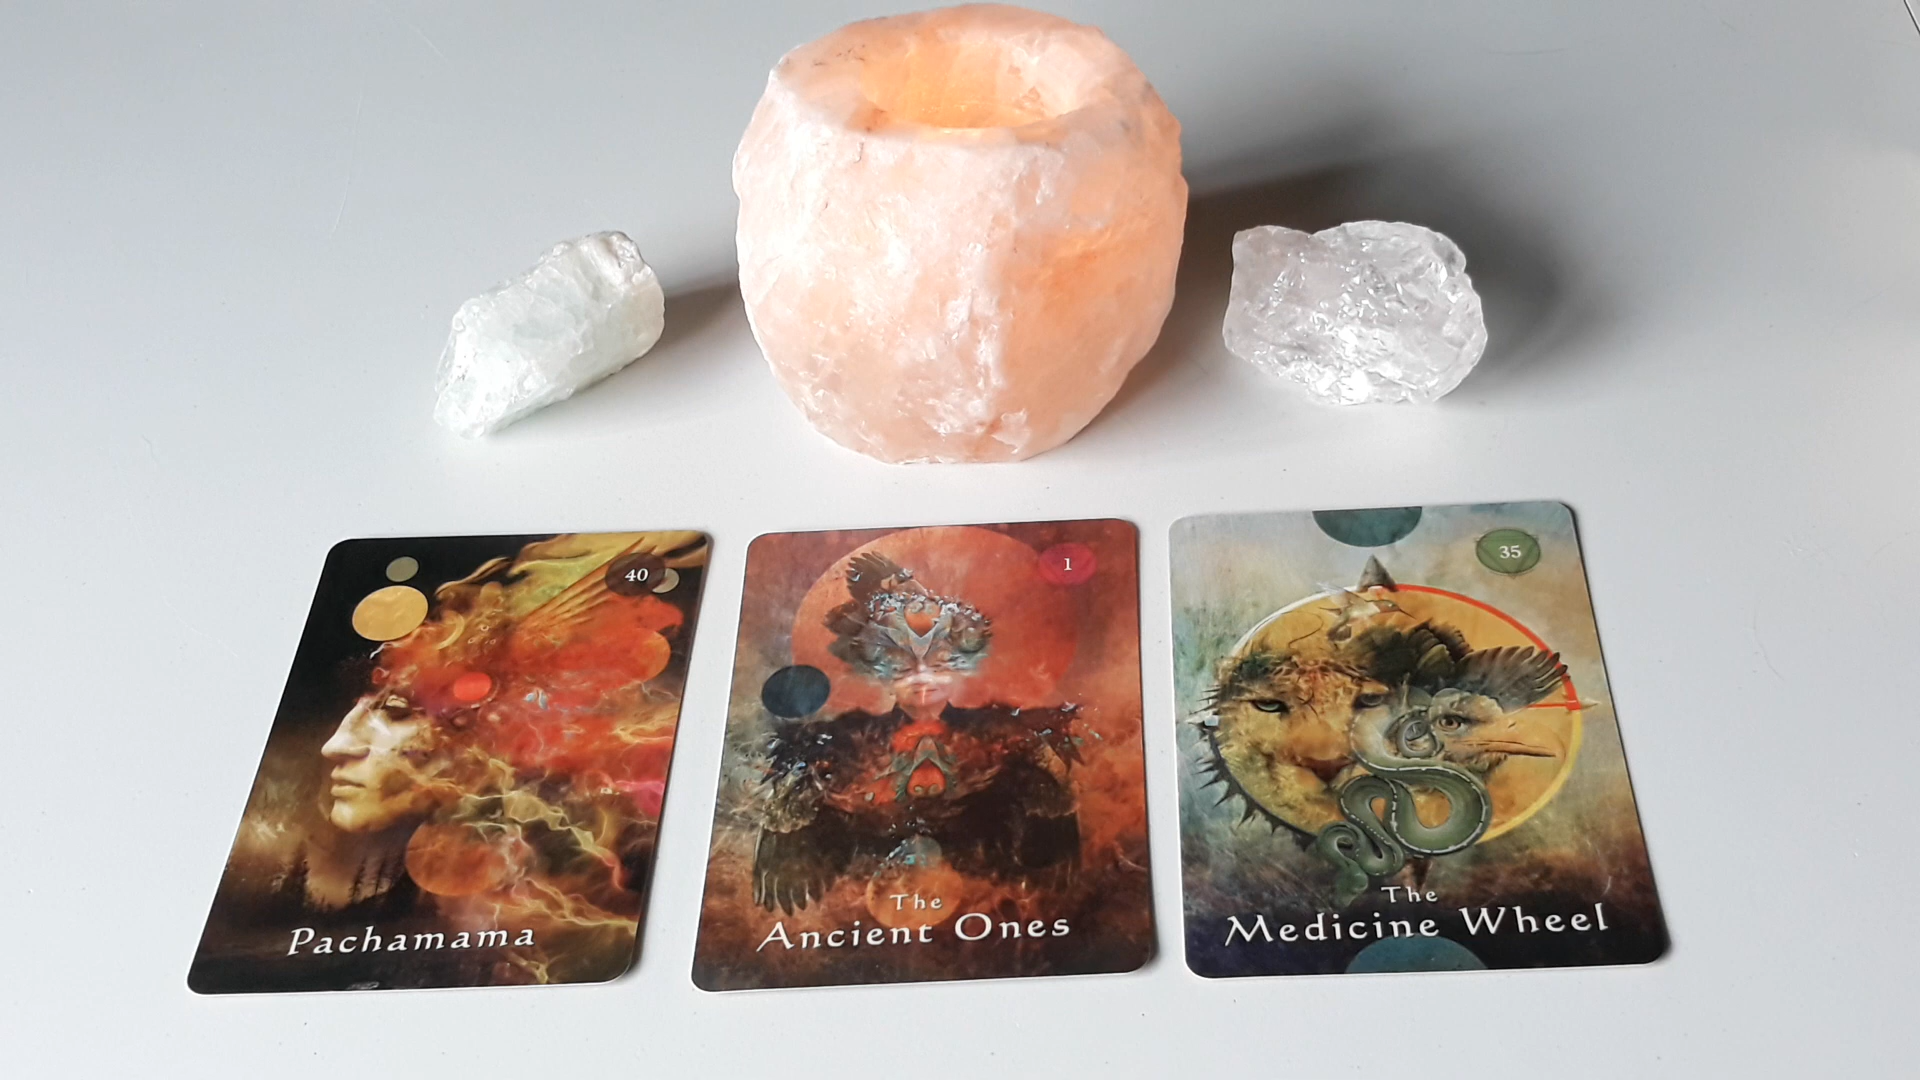 40
Pachamama
1
The
Ancient Ones
35
The
Medicine Wheel